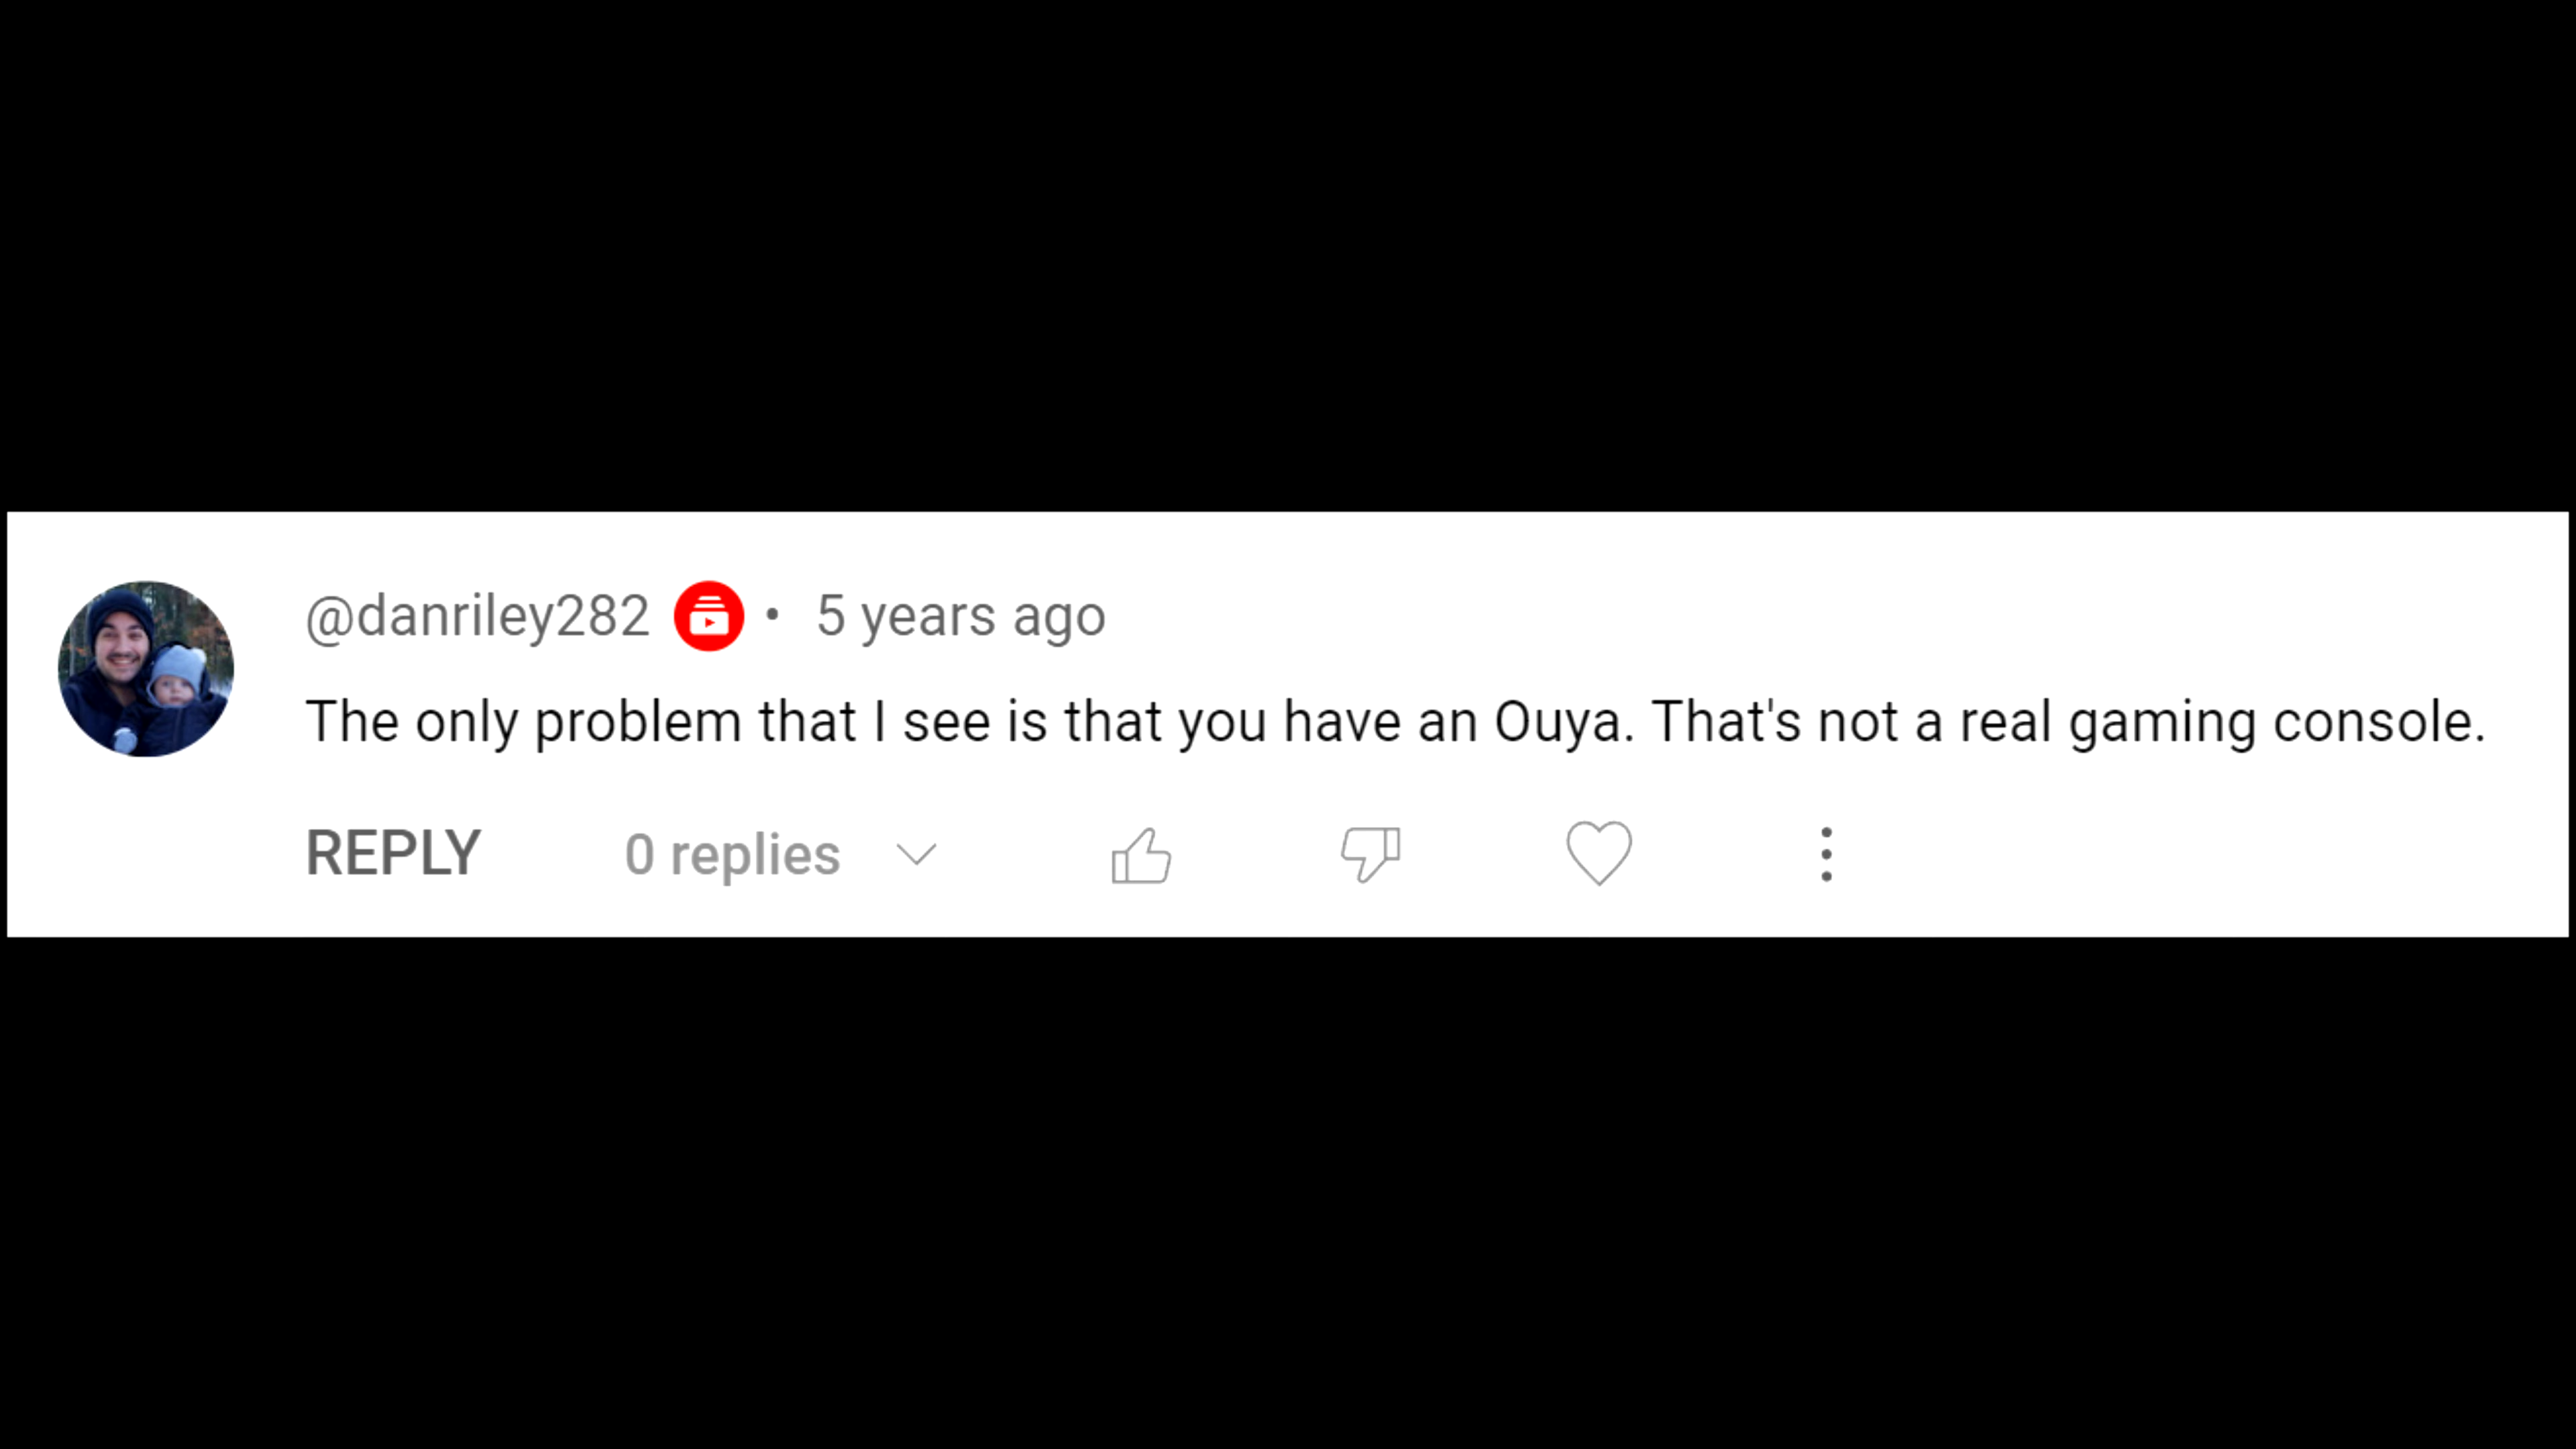 @danriley282 • 5 years ago
The only problem that I see is that you have an Ouya. That's not a real gaming console.
REPLY 0 replies